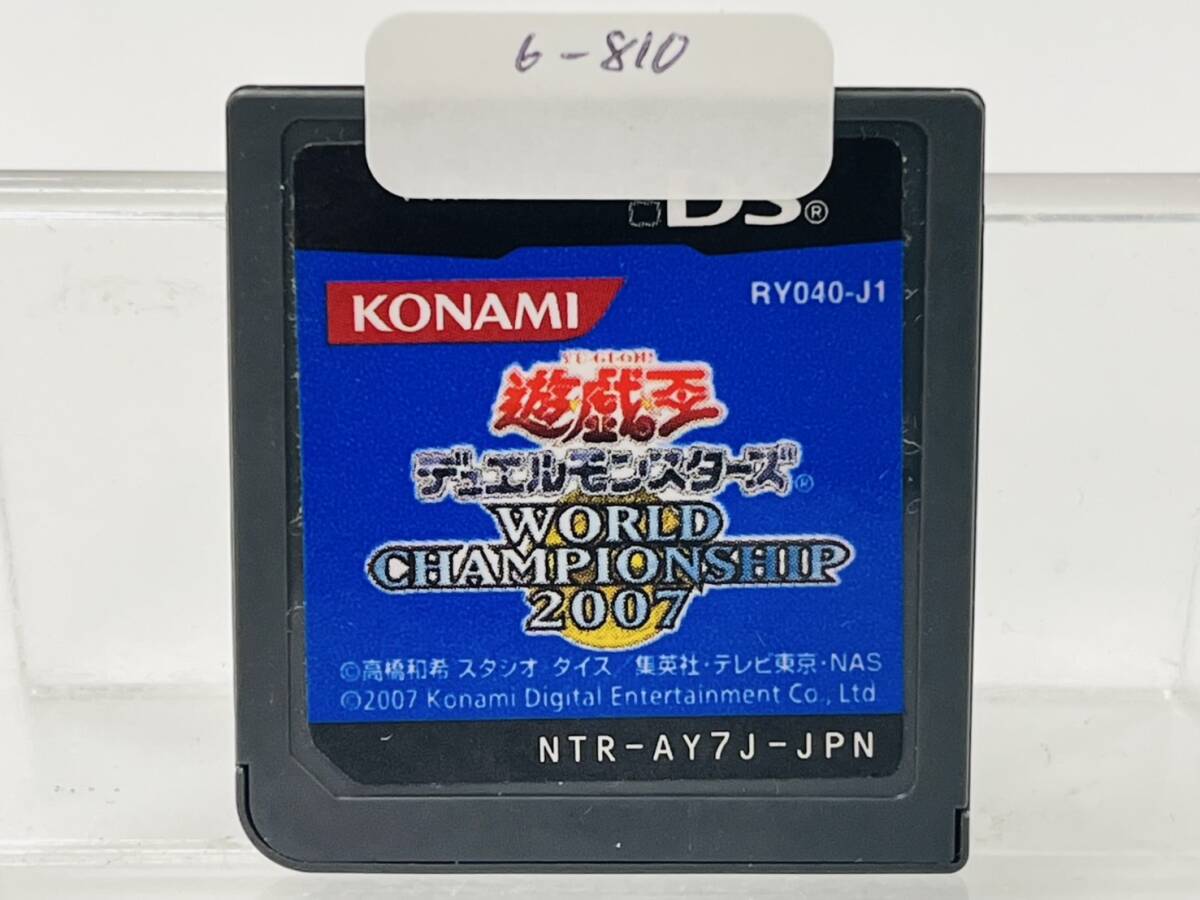 6-810
DS®
KONAMI
RY040-J1
YU-GI-OH!
遊戯王
デュエルモンスターズ®
WORLD
CHAMPIONSHIP
2007
©高橋和希 スタジオ ダイス/集英社・テレビ東京・NAS
©2007 Konami Digital Entertainment Co., Ltd
NTR-AY7J-JPN